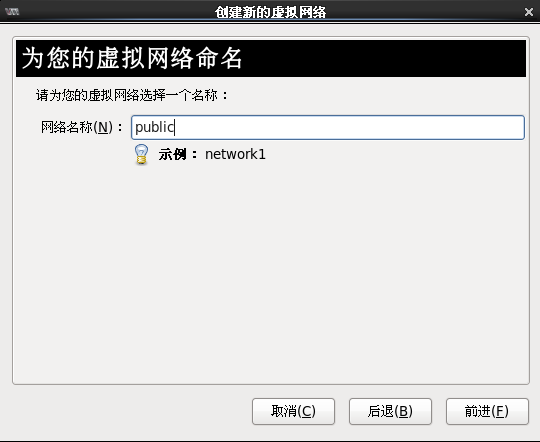 创建新的虚拟网络
为您的虚拟网络命名
请为您的虚拟网络选择一个名称：
网络名称(N)： public
示例： network1
取消(C) 后退(B) 前进(F)